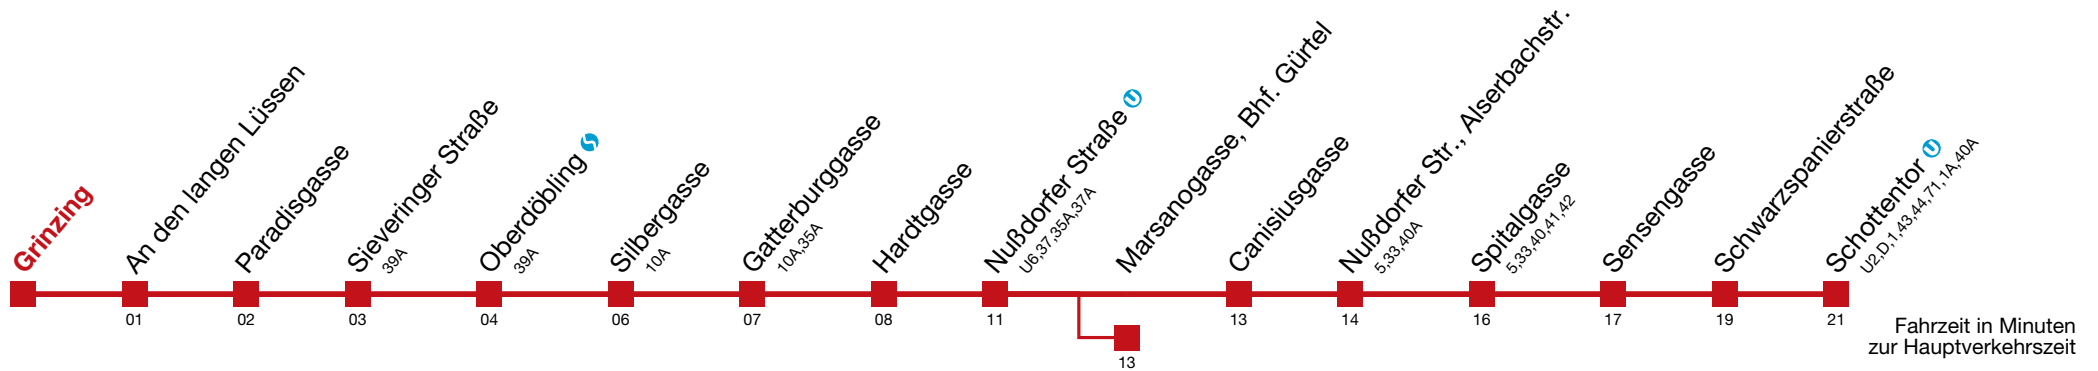 Grinzing
An den langen Lüssen
01
Paradisgasse
02
Sieveringer Straße
39A
03
Oberdöbling
39A
04
Silbergasse
10A
06
Gatterburggasse
10A,35A
07
Hardtgasse
08
Nußdorfer Straße U
U6,37,35A,37A
11
Marsanogasse, Bhf. Gürtel
13
Canisiusgasse
13
Nußdorfer Str., Alserbachstr.
5,33,40A
14
Spitalgasse
5,33,40,41,42
16
Sensengasse
17
Schwarzspanierstraße
19
Schottentor U
U2,D,1,43,44,71,1A,40A
21
Fahrzeit in Minuten
zur Hauptverkehrszeit